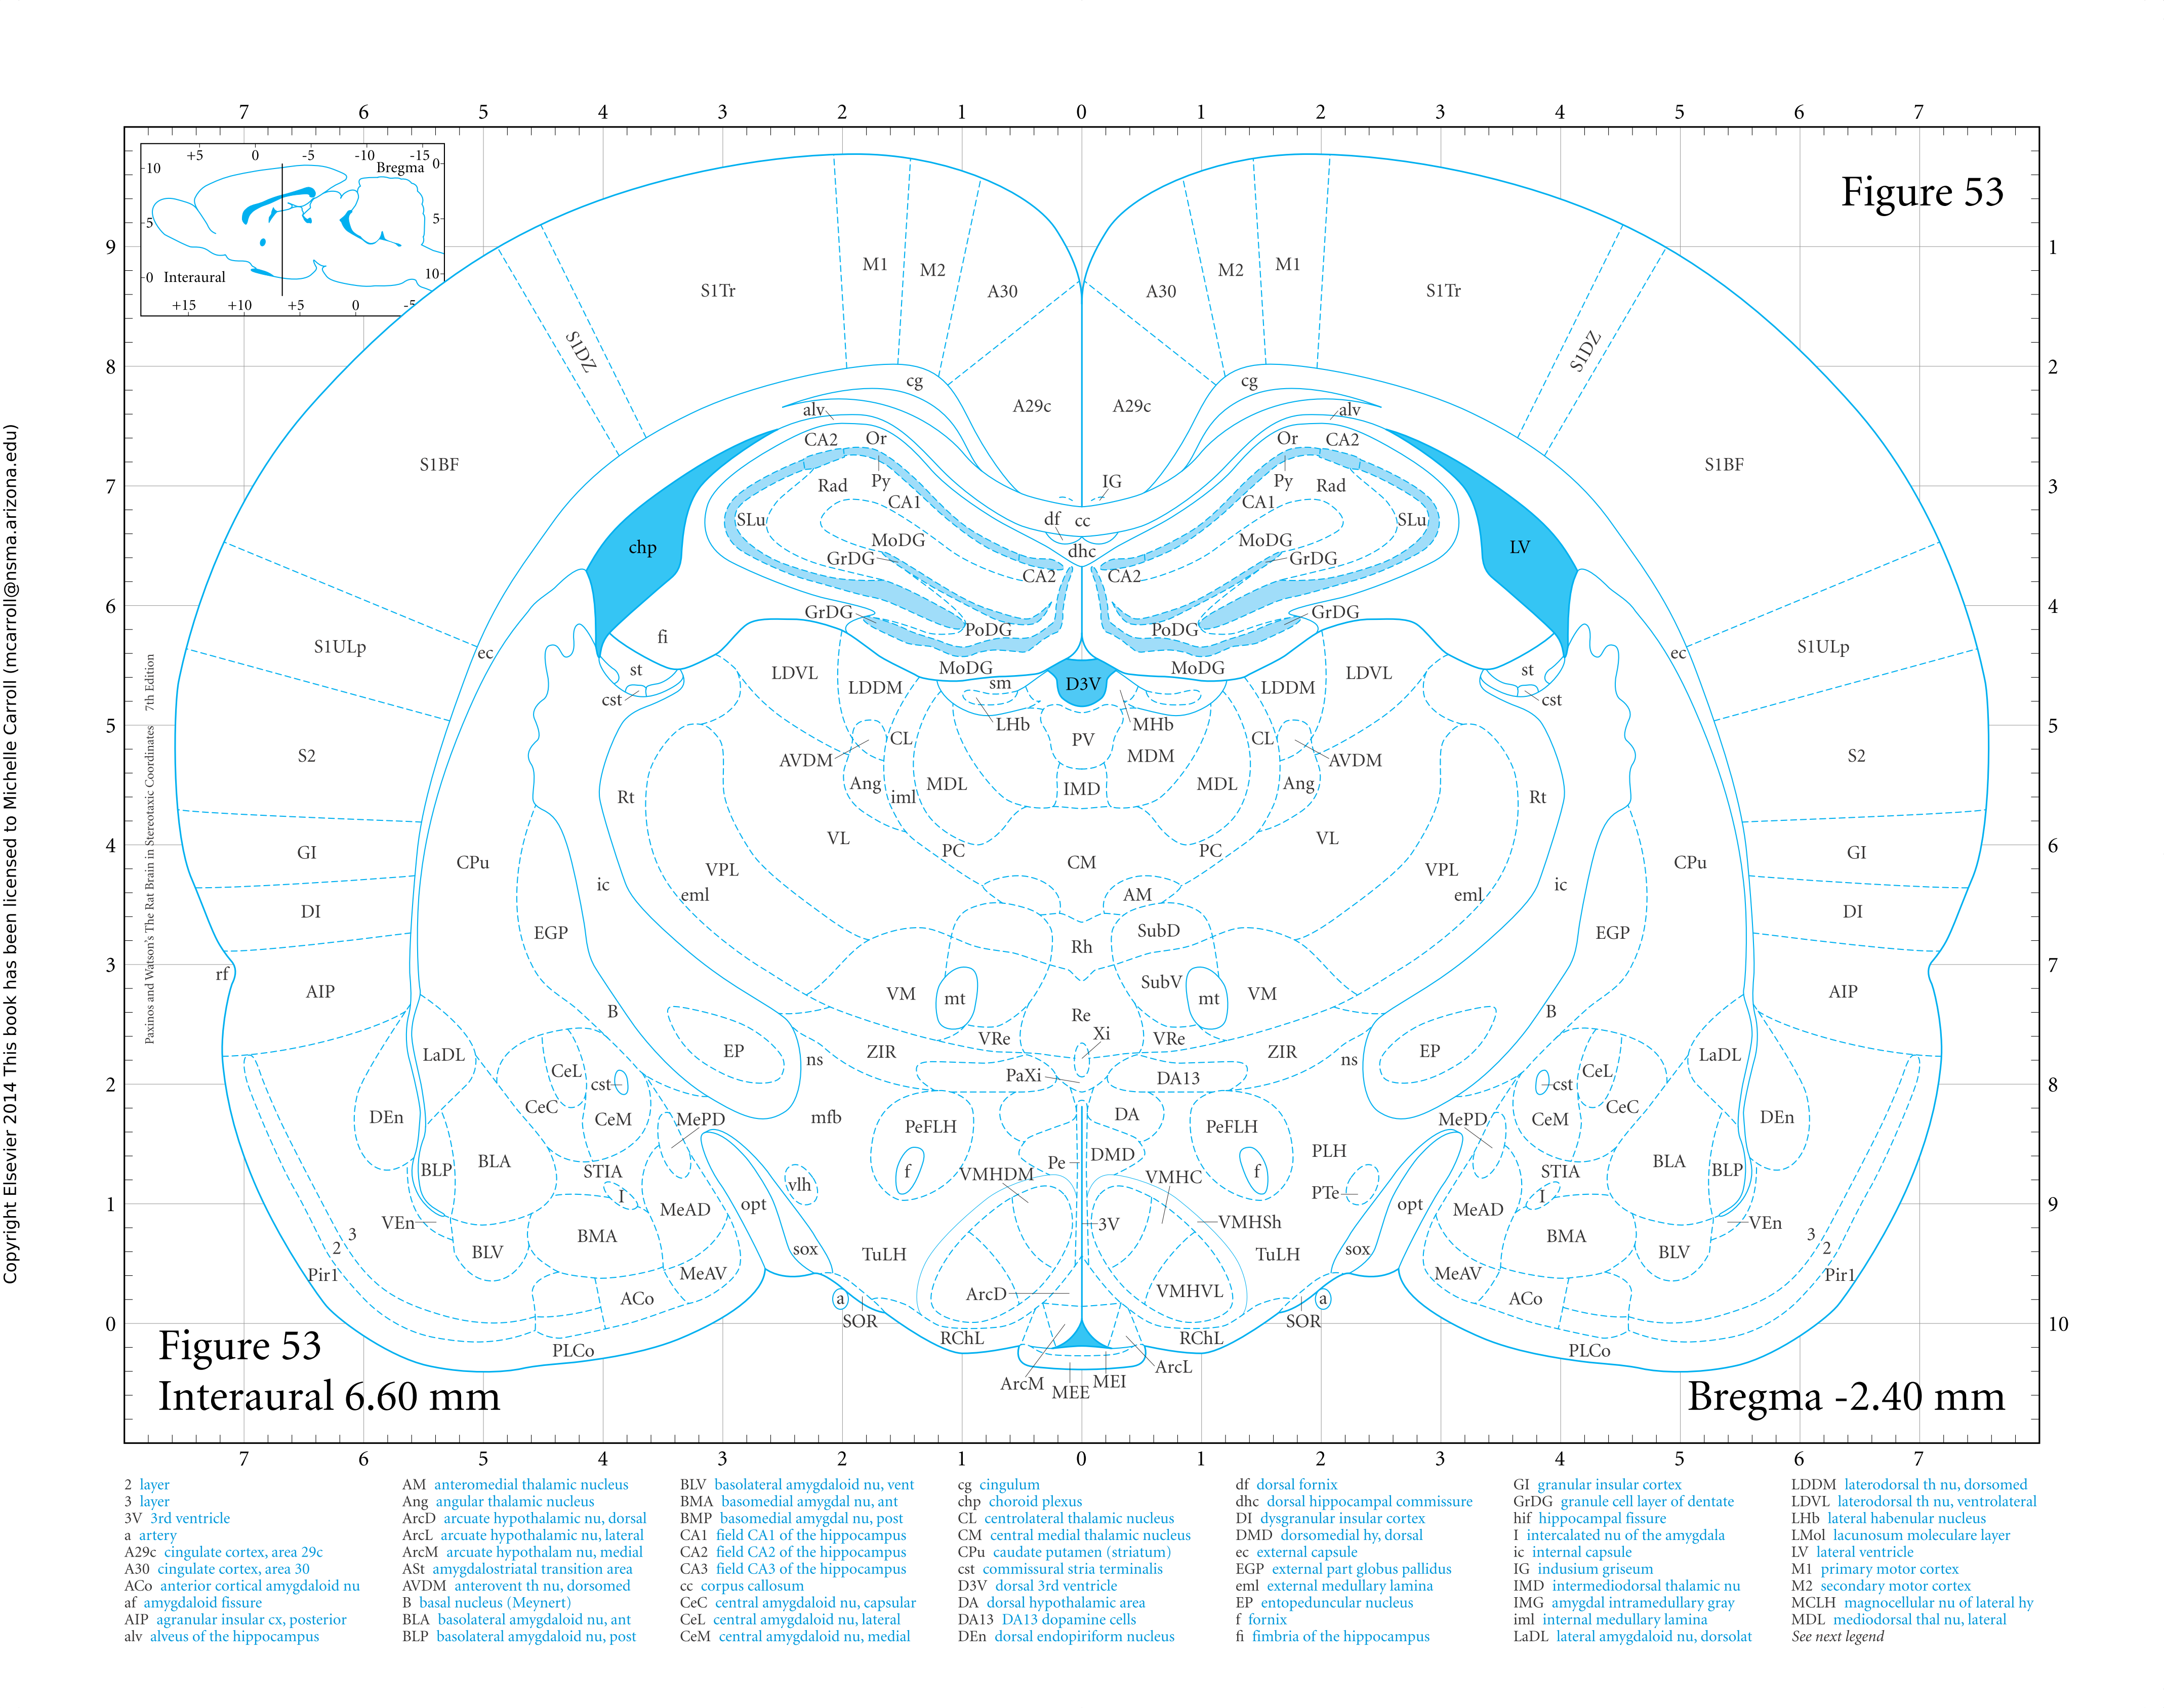 7 6 5 4 3 2 1 0 1 2 3 4 5 6 7
+5 0 -5 -10 -15
10 Bregma 0
5 5
0 Interaural 10
+15 +10 +5 0 -5
Figure 53
9 1
M1 M2 A30 A30 M2 M1
S1Tr S1Tr
S1DZ S1DZ
8 2
cg cg
A29c A29c
alv alv
CA2 Or Or CA2
S1BF S1BF
7 3
Rad Py IG Py Rad
CA1 CA1
SLu df cc SLu
MoDG MoDG
chp dhc LV
GrDG GrDG
CA2 CA2
6 4
GrDG GrDG
PoDG PoDG
S1ULp ec fi ec S1ULp
st LDVL MoDG MoDG LDVL st
LDDM sm D3V LDDM
cst cst
LHb MHb
5 5
CL PV CL
S2 AVDM MDM AVDM S2
Ang MDL IMD MDL Ang
Rt iml Rt
VL VL
4 6
GI PC PC GI
CPu VPL CM VPL CPu
ic eml AM eml ic
DI DI
EGP Rh SubD EGP
3 7
rf
AIP VM mt SubV mt VM AIP
B Re B
VRe Xi VRe
LaDL EP ns ZIR ZIR ns EP LaDL
CeL PaXi DA13 CeL
2 8
cst cst
DEn CeC CeM MePD mfb PeFLH DA PeFLH MePD CeM CeC DEn
Pe DMD PLH
BLP BLA STIA vlh VMHDM f VMHC f PTe STIA BLA BLP
I I
1 9
VEn MeAD opt 3V VMHSh opt MeAD VEn
BLV BMA sox TuLH TuLH sox BMA BLV
3 2 Pir1 3 2 Pir1
MeAV ArcD VMHVL MeAV
ACo a a ACo
0 10
SOR SOR
RChL RChL
PLCo PLCo
ArcM MEE MEI ArcL
Figure 53
Interaural 6.60 mm
Bregma -2.40 mm
7 6 5 4 3 2 1 0 1 2 3 4 5 6 7
Paxinos and Watson's The Rat Brain in Stereotaxic Coordinates 7th Edition
Copyright Elsevier 2014 This book has been licensed to Michelle Carroll (mcarroll@nsma.arizona.edu)
2 layer
3 layer
3V 3rd ventricle
a artery
A29c cingulate cortex, area 29c
A30 cingulate cortex, area 30
ACo anterior cortical amygdaloid nu
af amygdaloid fissure
AIP agranular insular cx, posterior
alv alveus of the hippocampus
AM anteromedial thalamic nucleus
Ang angular thalamic nucleus
ArcD arcuate hypothalamic nu, dorsal
ArcL arcuate hypothalamic nu, lateral
ArcM arcuate hypothalam nu, medial
ASt amygdalostriatal transition area
AVDM anterovent th nu, dorsomed
B basal nucleus (Meynert)
BLA basolateral amygdaloid nu, ant
BLP basolateral amygdaloid nu, post
BLV basolateral amygdaloid nu, vent
BMA basomedial amygdal nu, ant
BMP basomedial amygdal nu, post
CA1 field CA1 of the hippocampus
CA2 field CA2 of the hippocampus
CA3 field CA3 of the hippocampus
cc corpus callosum
CeC central amygdaloid nu, capsular
CeL central amygdaloid nu, lateral
CeM central amygdaloid nu, medial
cg cingulum
chp choroid plexus
CL centrolateral thalamic nucleus
CM central medial thalamic nucleus
CPu caudate putamen (striatum)
cst commissural stria terminalis
D3V dorsal 3rd ventricle
DA dorsal hypothalamic area
DA13 DA13 dopamine cells
DEn dorsal endopiriform nucleus
df dorsal fornix
dhc dorsal hippocampal commissure
DI dysgranular insular cortex
DMD dorsomedial hy, dorsal
ec external capsule
EGP external part globus pallidus
eml external medullary lamina
EP entopeduncular nucleus
f fornix
fi fimbria of the hippocampus
GI granular insular cortex
GrDG granule cell layer of dentate
hif hippocampal fissure
I intercalated nu of the amygdala
ic internal capsule
IG indusium griseum
IMD intermediodorsal thalamic nu
IMG amygdal intramedullary gray
iml internal medullary lamina
LaDL lateral amygdaloid nu, dorsolat
LDDM laterodorsal th nu, dorsomed
LDVL laterodorsal th nu, ventrolateral
LHb lateral habenular nucleus
LMol lacunosum moleculare layer
LV lateral ventricle
M1 primary motor cortex
M2 secondary motor cortex
MCLH magnocellular nu of lateral hy
MDL mediodorsal thal nu, lateral
See next legend